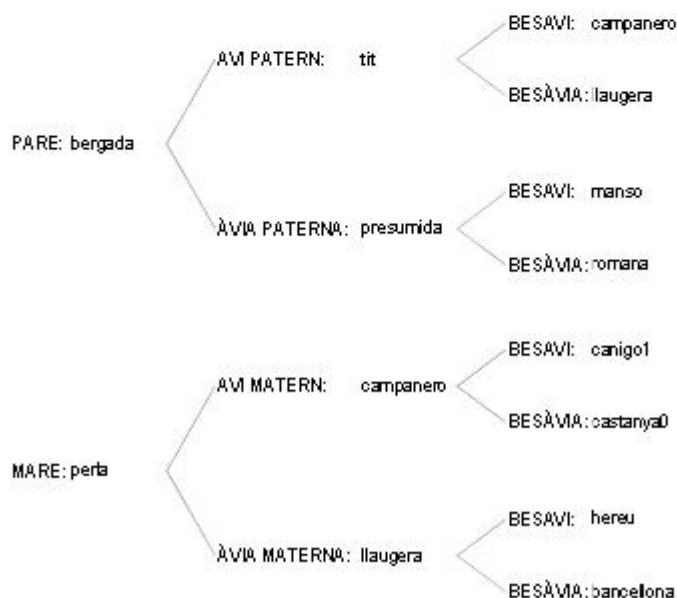 BESAVI: campanero
AVI PATERN: tit
BESÀVIA: llaugera
PARE: bergada
BESAVI: manso
ÀVIA PATERNA: presumida
BESÀVIA: romana
BESAVI: canigo1
AVI MATERN: campanero
BESÀVIA: castanya0
MARE: perla
BESAVI: hereu
ÀVIA MATERNA: llaugera
BESÀVIA: barcelona